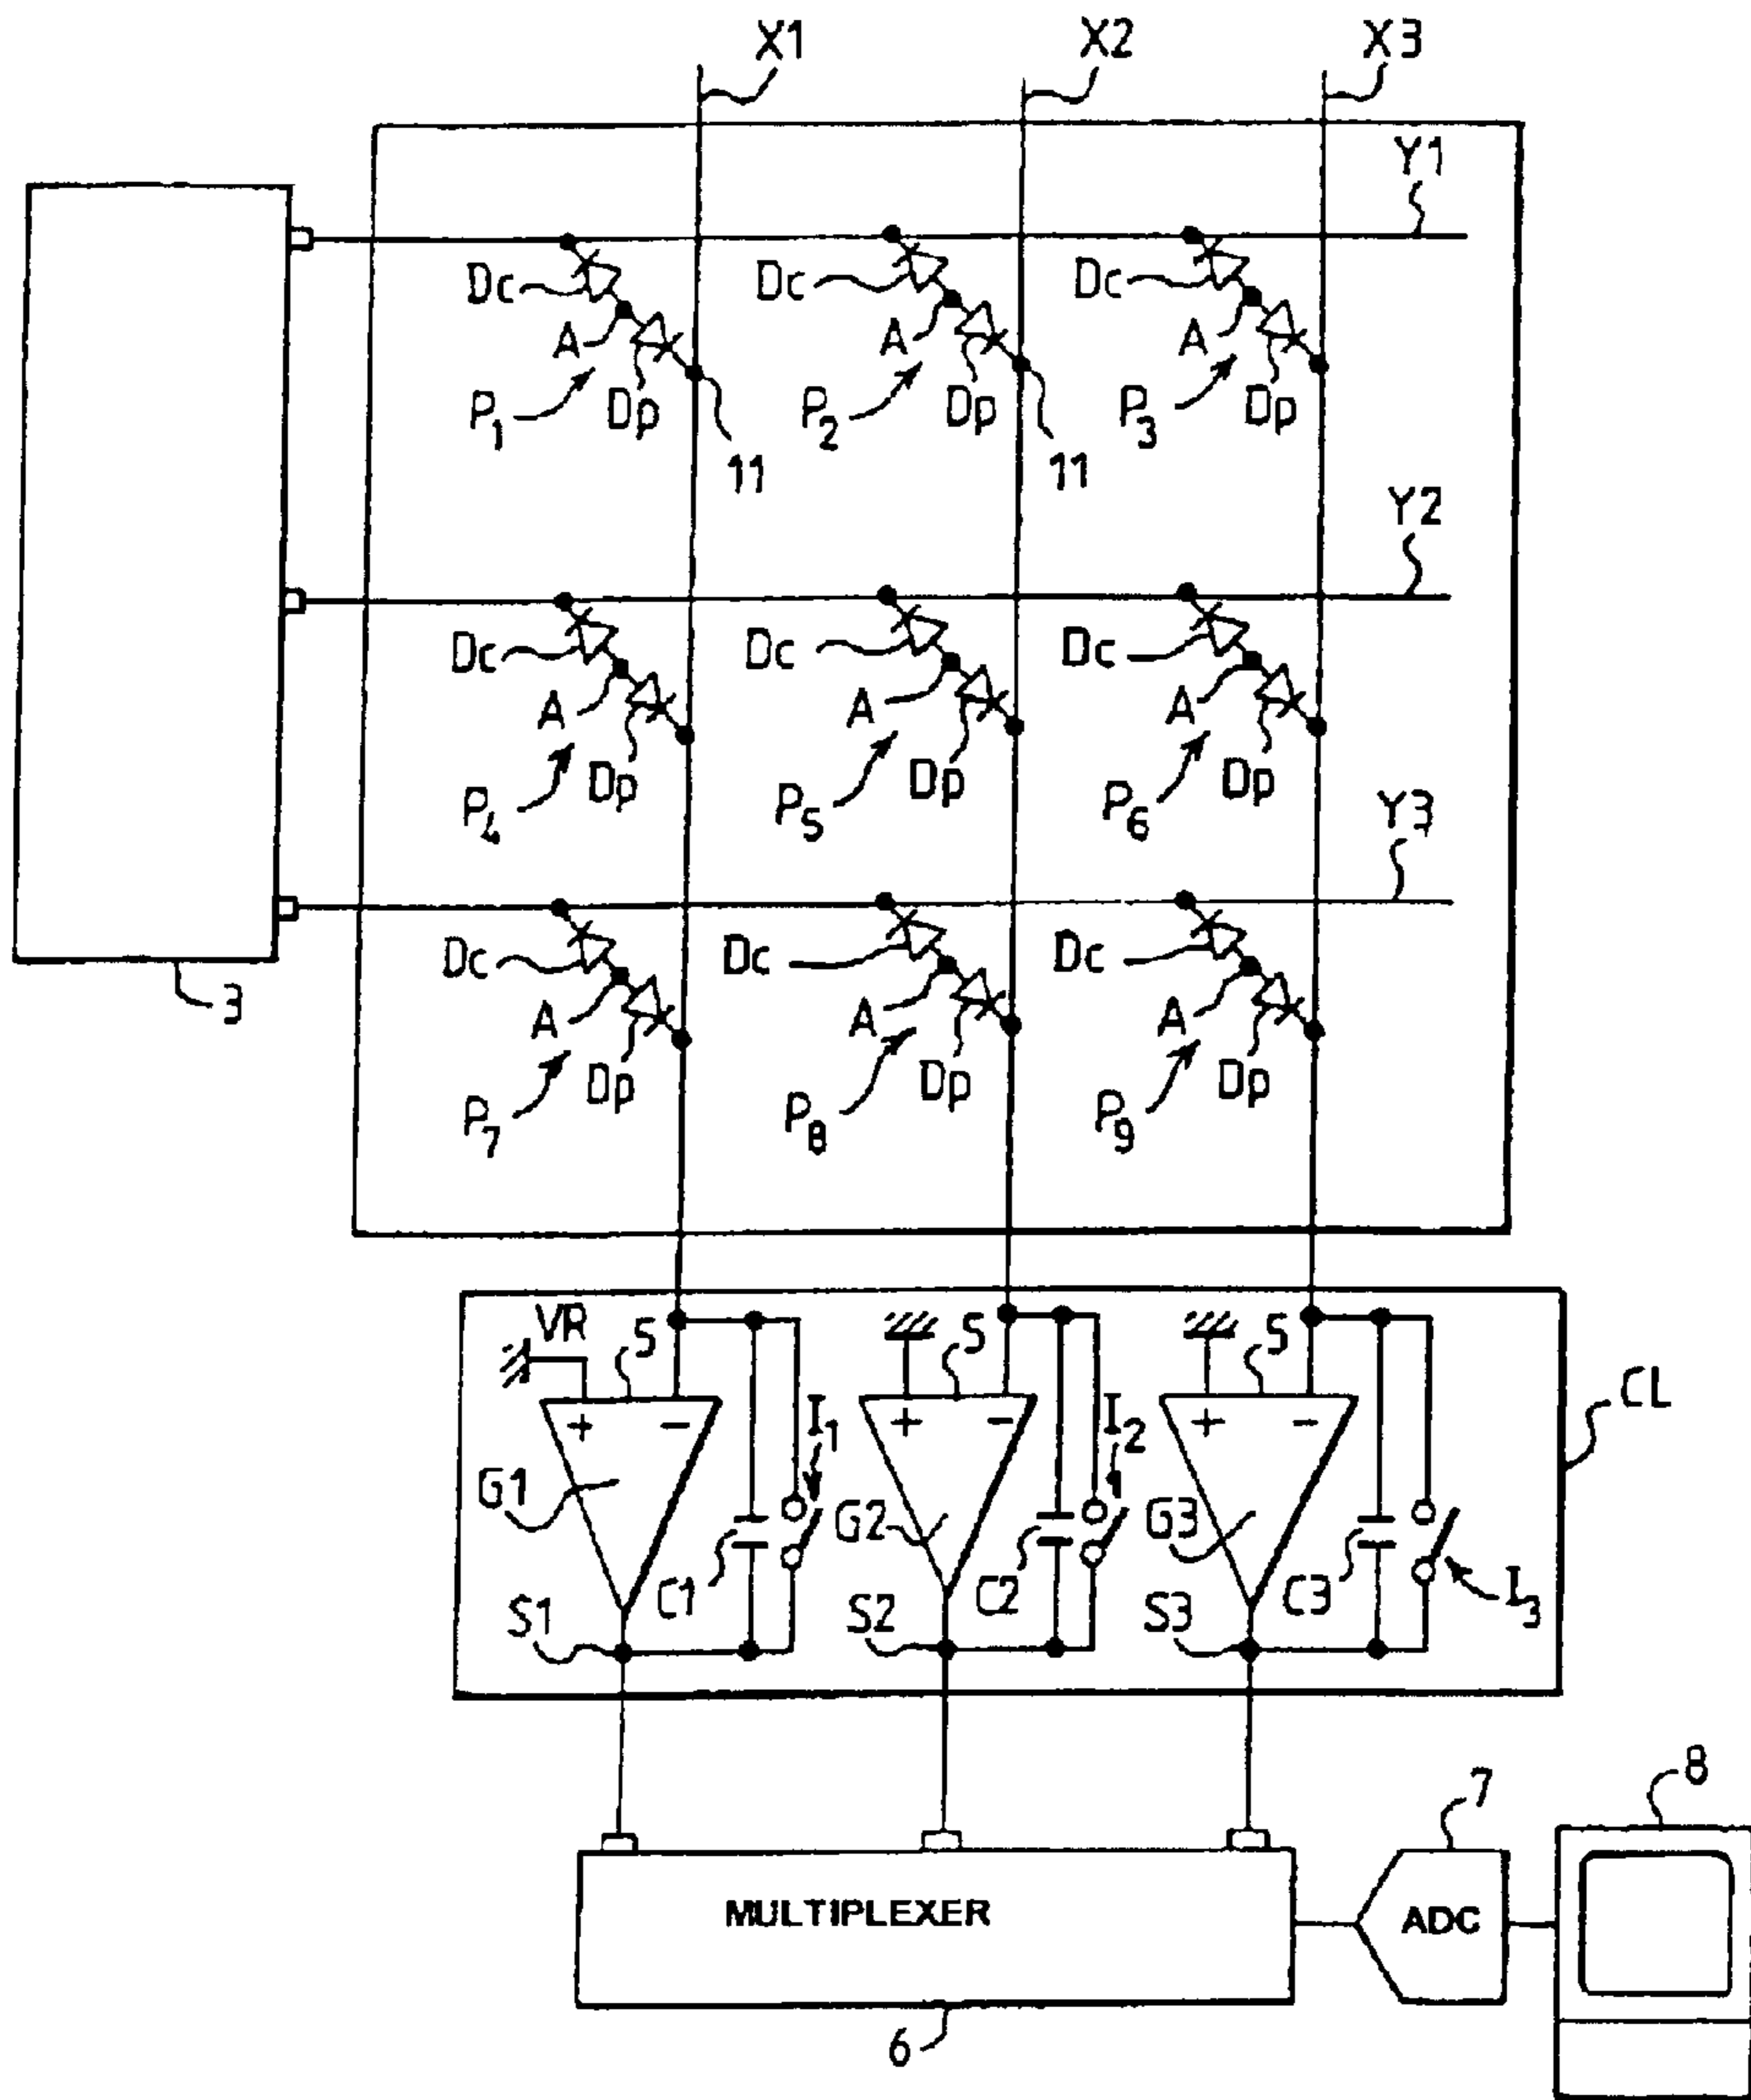 X1 X2 X3
Y1
Dc Dc Dc
A A A
P1 Dp P2 Dp P3 Dp
11 11
Y2
Dc Dc Dc
A A A
P4 Dp P5 Dp P6 Dp
Y3
Dc Dc Dc
3
A A A
P7 Dp P8 Dp P9 Dp
VR S S S
CL
+ − + − + −
I1 I2
G1 G2 G3
C1 C2 C3 I3
S1 S2 S3
7 8
MULTIPLEXER ADC
6